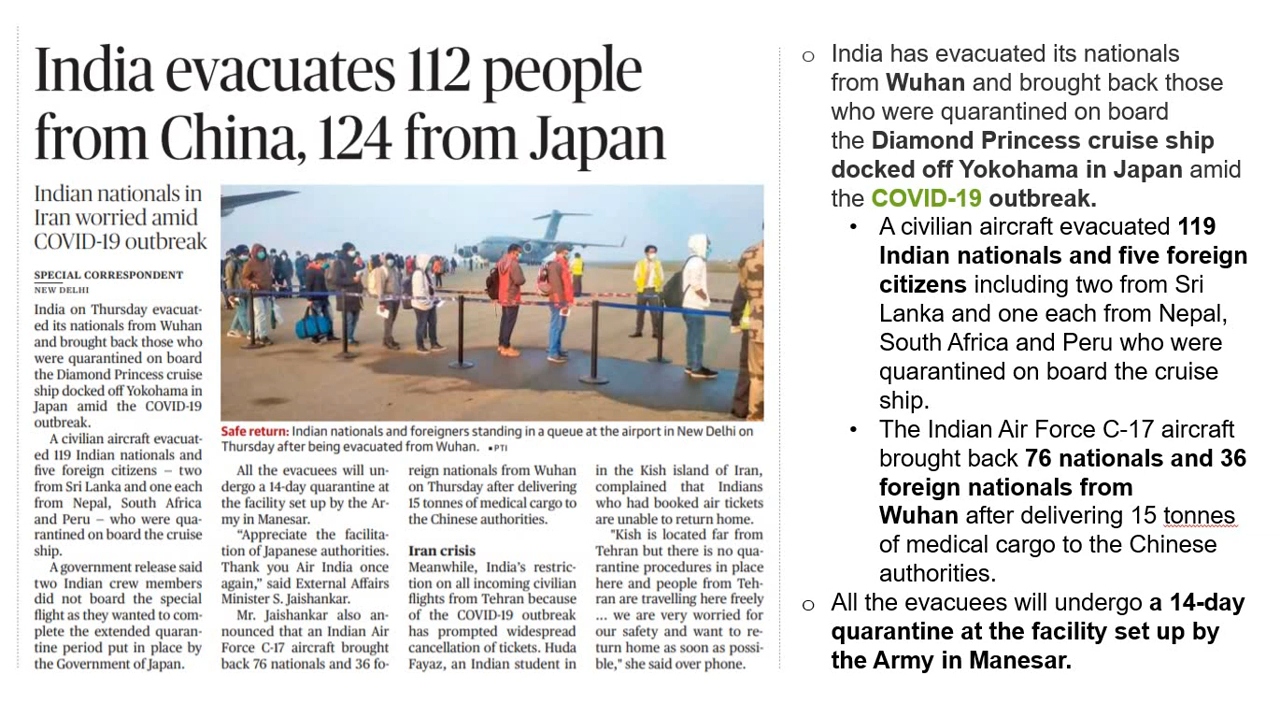 India evacuates 112 people
from China, 124 from Japan
Indian nationals in
Iran worried amid
COVID-19 outbreak
SPECIAL CORRESPONDENT
NEW DELHI
India on Thursday evacuat-
ed its nationals from Wuhan
and brought back those who
were quarantined on board
the Diamond Princess cruise
ship docked off Yokohama in
Japan amid the COVID-19
outbreak.
A civilian aircraft evacuat-
ed 119 Indian nationals and
five foreign citizens – two
from Sri Lanka and one each
from Nepal, South Africa
and Peru – who were qua-
rantined on board the cruise
ship.
A government release said
two Indian crew members
did not board the special
flight as they wanted to com-
plete the extended quaran-
tine period put in place by
the Government of Japan.
Safe return: Indian nationals and foreigners standing in a queue at the airport in New Delhi on
Thursday after being evacuated from Wuhan. ▪PTI
All the evacuees will un-
dergo a 14-day quarantine at
the facility set up by the Ar-
my in Manesar.
“Appreciate the facilita-
tion of Japanese authorities.
Thank you Air India once
again,” said External Affairs
Minister S. Jaishankar.
Mr. Jaishankar also an-
nounced that an Indian Air
Force C-17 aircraft brought
back 76 nationals and 36 fo-
reign nationals from Wuhan
on Thursday after delivering
15 tonnes of medical cargo to
the Chinese authorities.
Iran crisis
Meanwhile, India’s restric-
tion on all incoming civilian
flights from Tehran because
of the COVID-19 outbreak
has prompted widespread
cancellation of tickets. Huda
Fayaz, an Indian student in
in the Kish island of Iran,
complained that Indians
who had booked air tickets
are unable to return home.
"Kish is located far from
Tehran but there is no qua-
rantine procedures in place
here and people from Teh-
ran are travelling here freely
... we are very worried for
our safety and want to re-
turn home as soon as possi-
ble," she said over phone.
o India has evacuated its nationals
from Wuhan and brought back those
who were quarantined on board
the Diamond Princess cruise ship
docked off Yokohama in Japan amid
the COVID-19 outbreak.
• A civilian aircraft evacuated 119
Indian nationals and five foreign
citizens including two from Sri
Lanka and one each from Nepal,
South Africa and Peru who were
quarantined on board the cruise
ship.
• The Indian Air Force C-17 aircraft
brought back 76 nationals and 36
foreign nationals from
Wuhan after delivering 15 tonnes
of medical cargo to the Chinese
authorities.
o All the evacuees will undergo a 14-day
quarantine at the facility set up by
the Army in Manesar.